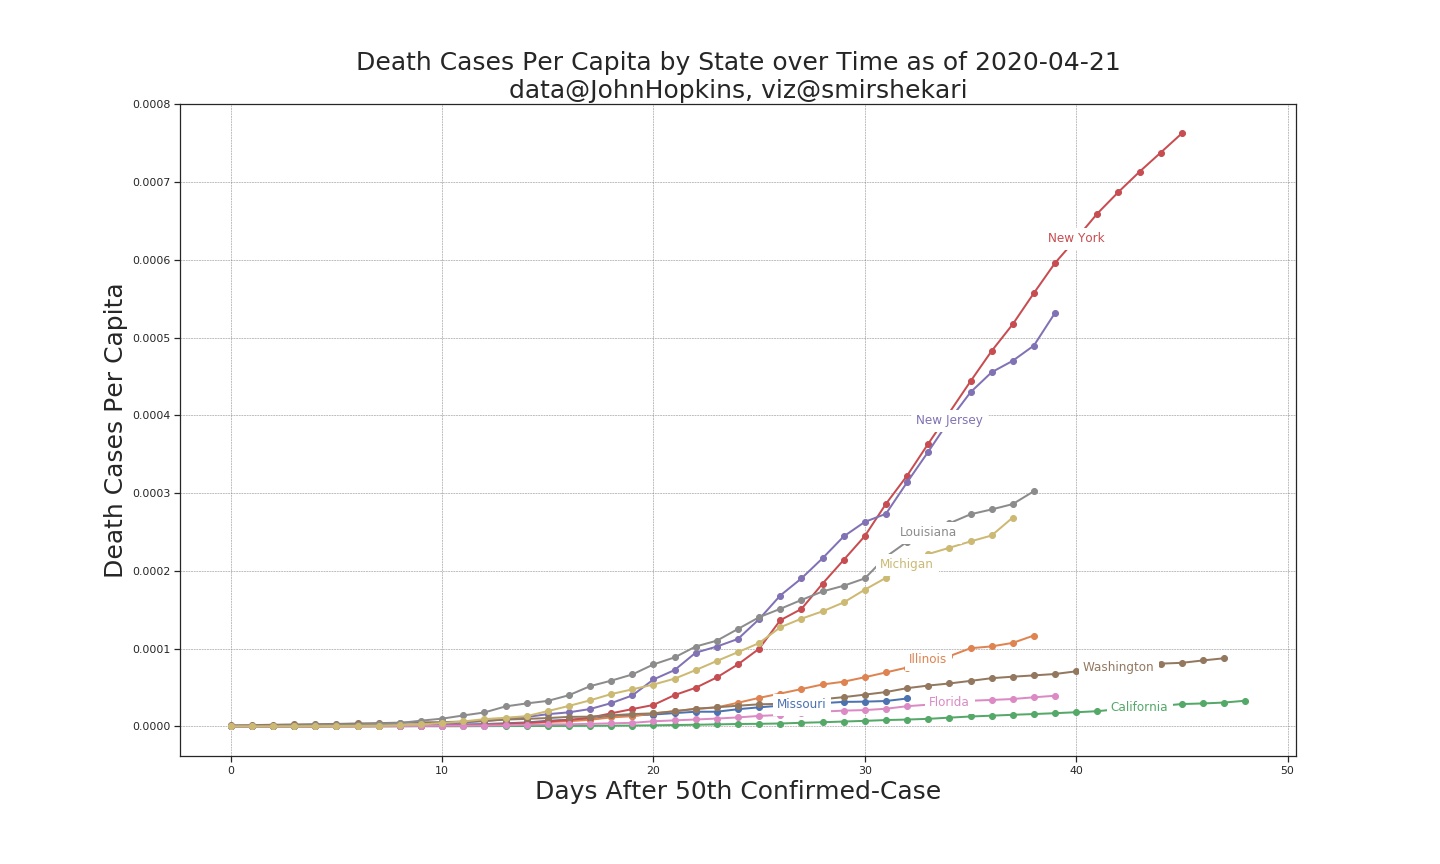 Death Cases Per Capita by State over Time as of 2020-04-21
data@JohnHopkins, viz@smirshekari
0.0008
0.0007
0.0006
0.0005
0.0004
0.0003
0.0002
0.0001
0.0000
Death Cases Per Capita
New York
New Jersey
Louisiana
Michigan
Illinois
Washington
Missouri
Florida
California
0
10
20
30
40
50
Days After 50th Confirmed-Case